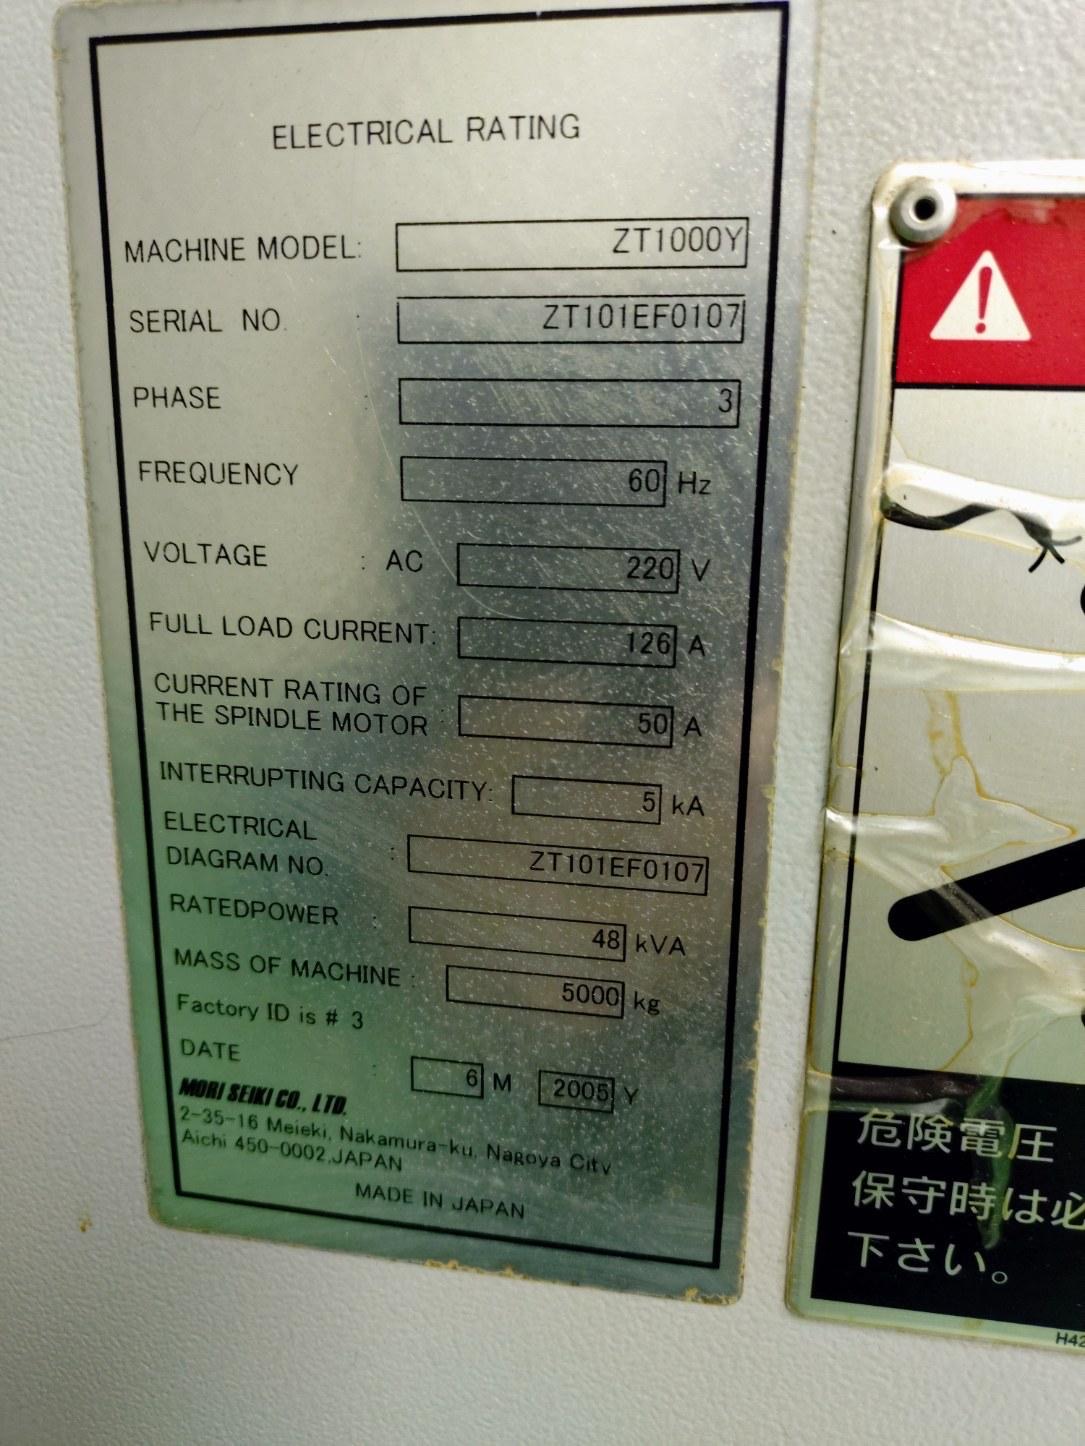 ELECTRICAL RATING
MACHINE MODEL: ZT1000Y
SERIAL NO. : ZT101EF0107
PHASE : 3
FREQUENCY 60 Hz
VOLTAGE : AC 220 V
FULL LOAD CURRENT: 126 A
CURRENT RATING OF
THE SPINDLE MOTOR : 50 A
INTERRUPTING CAPACITY: 5 kA
ELECTRICAL
DIAGRAM NO. : ZT101EF0107
RATEDPOWER : 48 kVA
MASS OF MACHINE : 5000 kg
Factory ID is # 3
DATE : 6 M 2005 Y
MORI SEIKI CO., LTD.
2-35-16 Meieki, Nakamura-ku, Nagoya City
Aichi 450-0002,JAPAN
MADE IN JAPAN
危険電圧
保守時は必
下さい。
H42